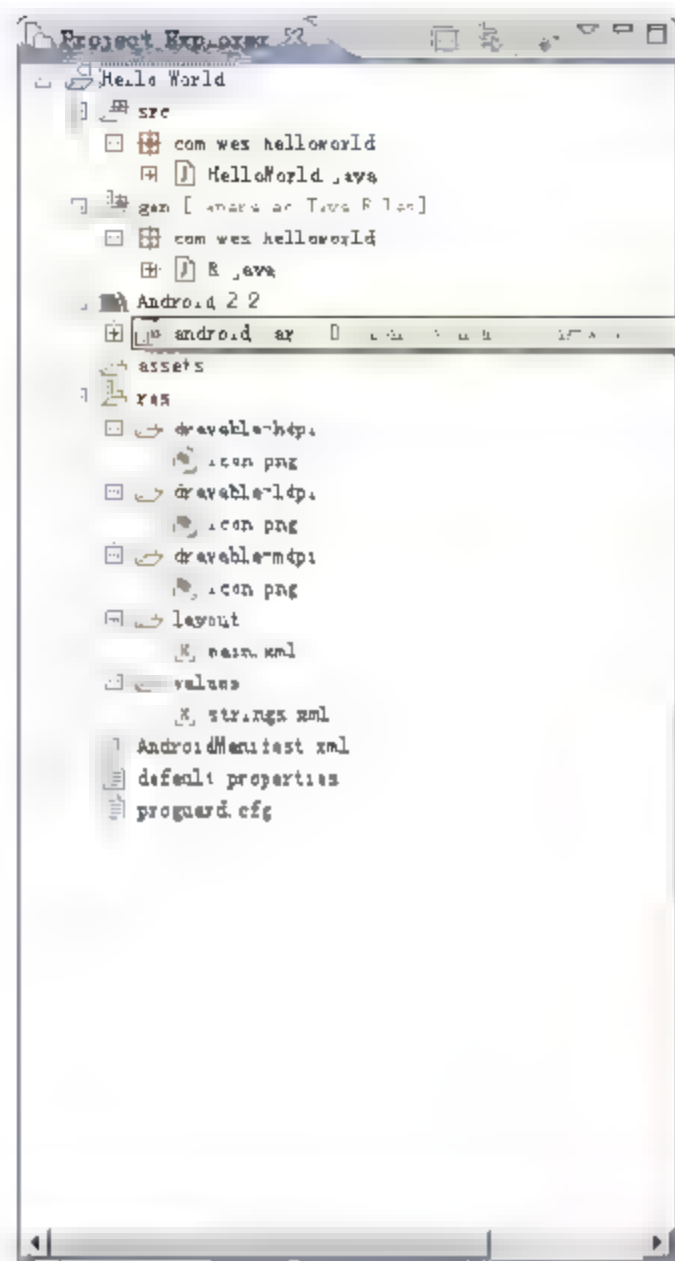 Project Explorer
Hello World
src
com wes helloworld
HelloWorld java
gen [
com wes helloworld
R java
Android 2 2
android
assets
res
drawable-hdpi
icon png
drawable-ldpi
icon png
drawable-mdpi
icon png
layout
main.xml
values
strings xml
AndroidManifest xml
default properties
proguard.cfg